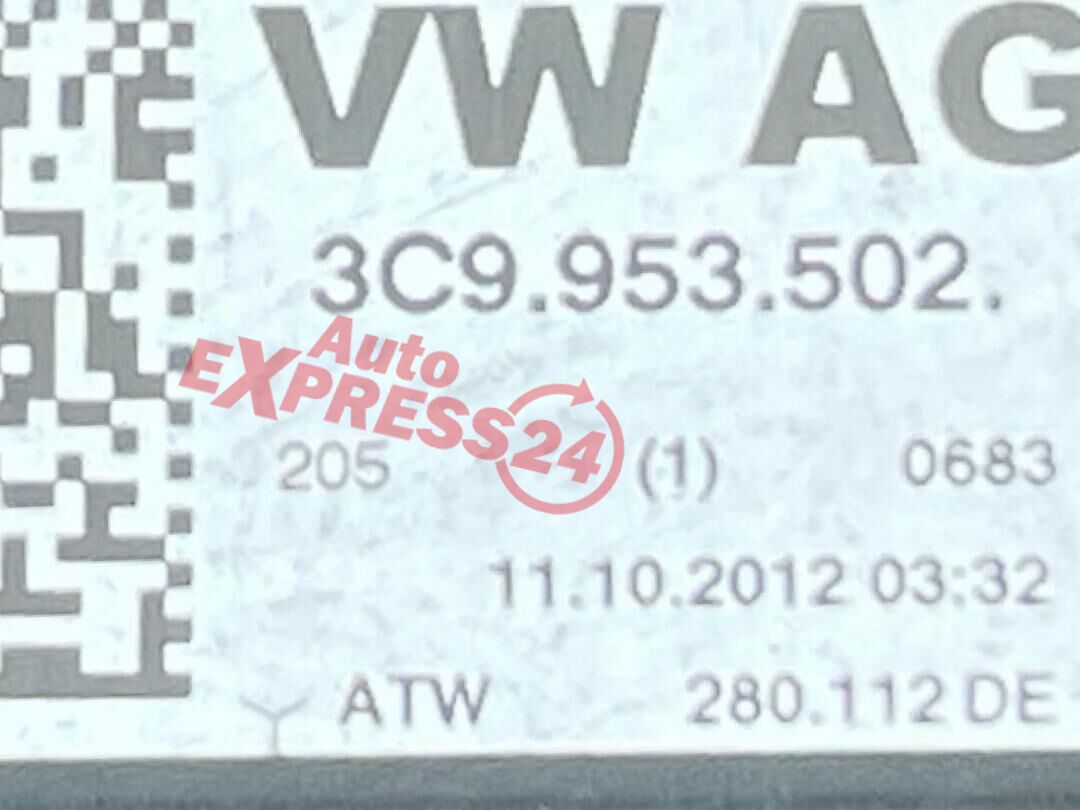 VW AG
3C9.953.502.
Auto
EXPRESS24
205 (1) 0683
11.10.2012 03:32
ATW 280.112 DE